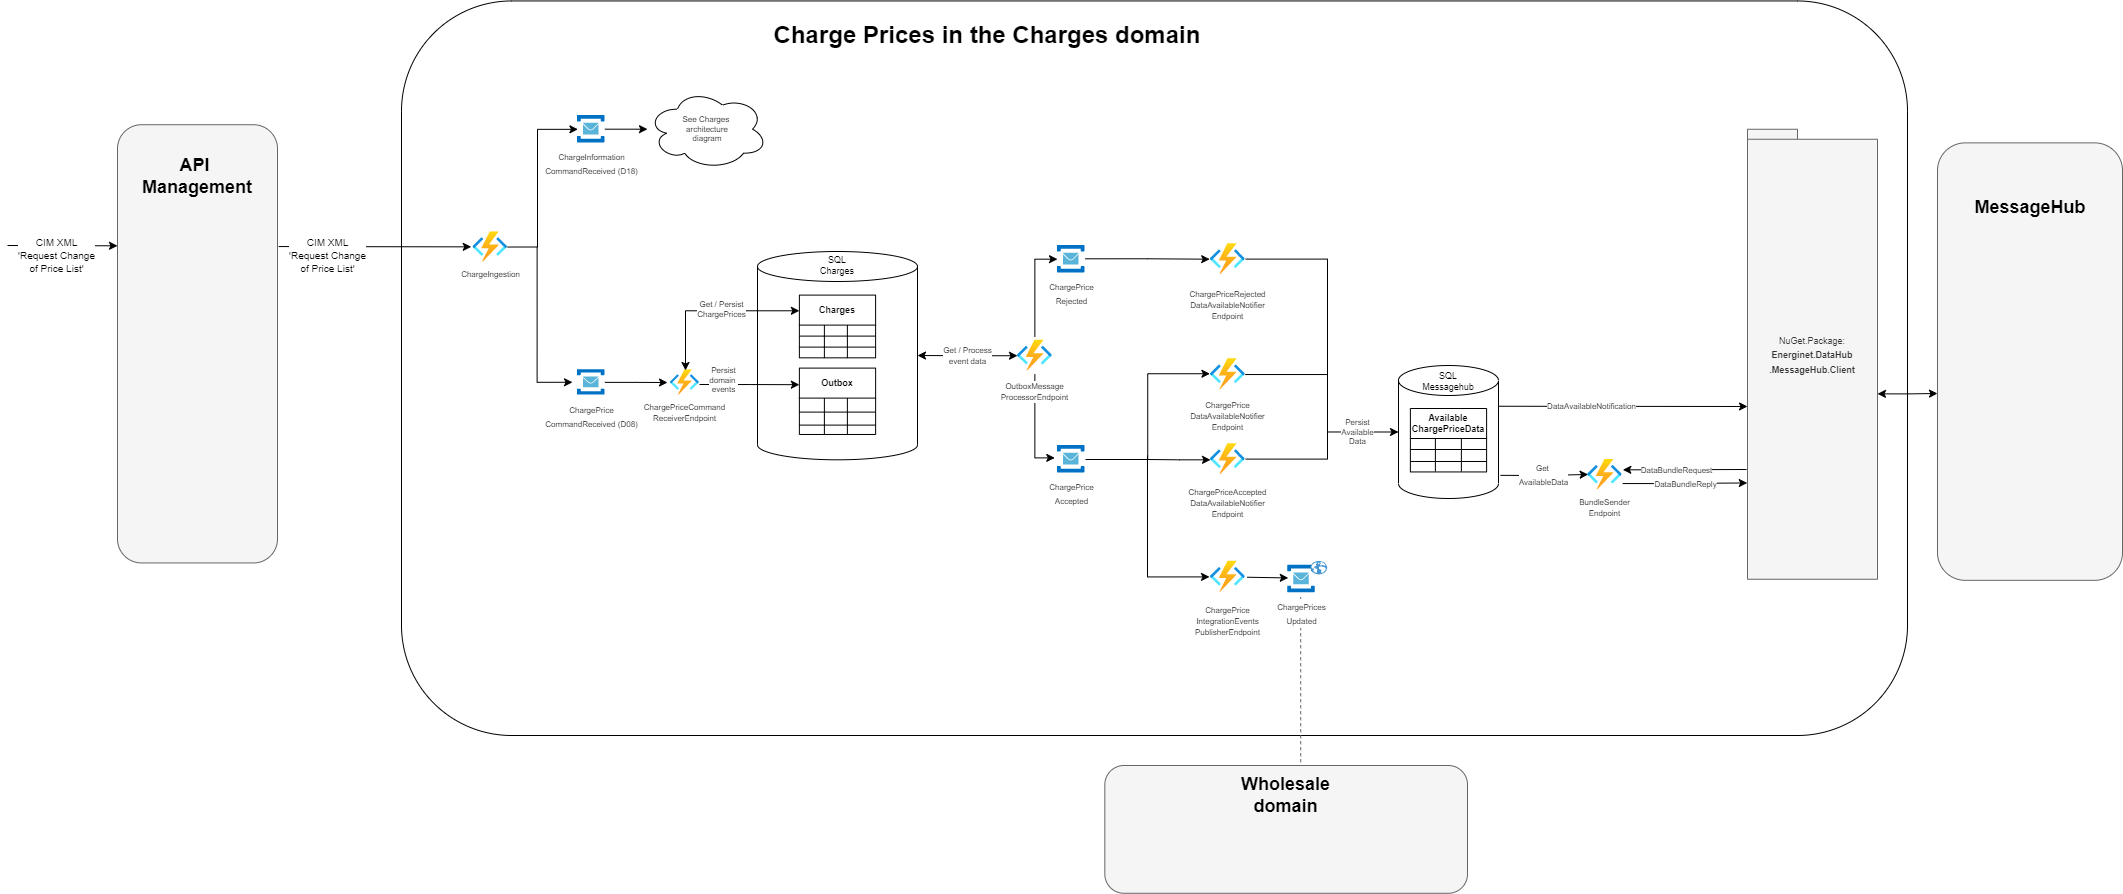 Charge Prices in the Charges domain
API
Management
CIM XML
'Request Change
of Price List'
CIM XML
'Request Change
of Price List'
ChargeIngestion
ChargeInformation
CommandReceived (D18)
See Charges
architecture
diagram
ChargePrice
CommandReceived (D08)
Get / Persist
ChargePrices
ChargePriceCommand
ReceiverEndpoint
Persist
domain
events
SQL
Charges
Charges
Outbox
Get / Process
event data
OutboxMessage
ProcessorEndpoint
ChargePrice
Rejected
ChargePrice
Accepted
ChargePriceRejected
DataAvailableNotifier
Endpoint
ChargePrice
DataAvailableNotifier
Endpoint
ChargePriceAccepted
DataAvailableNotifier
Endpoint
ChargePrice
IntegrationEvents
PublisherEndpoint
ChargePrices
Updated
Persist
Available
Data
SQL
Messagehub
Available
ChargePriceData
DataAvailableNotification
Get
AvailableData
BundleSender
Endpoint
DataBundleRequest
DataBundleReply
NuGet.Package:
Energinet.DataHub
.MessageHub.Client
MessageHub
Wholesale
domain